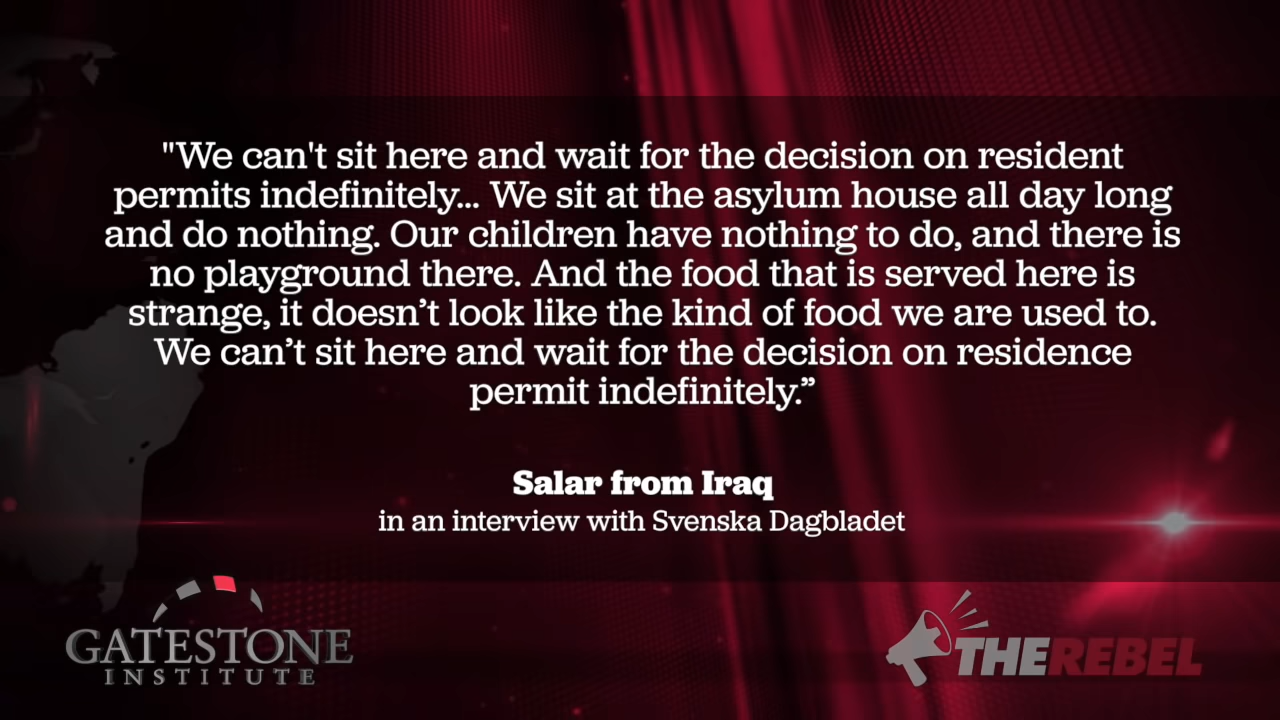 "We can't sit here and wait for the decision on resident
permits indefinitely... We sit at the asylum house all day long
and do nothing. Our children have nothing to do, and there is
no playground there. And the food that is served here is
strange, it doesn’t look like the kind of food we are used to.
We can’t sit here and wait for the decision on residence
permit indefinitely.”
Salar from Iraq
in an interview with Svenska Dagbladet
GATESTONE
INSTITUTE
THEREBEL